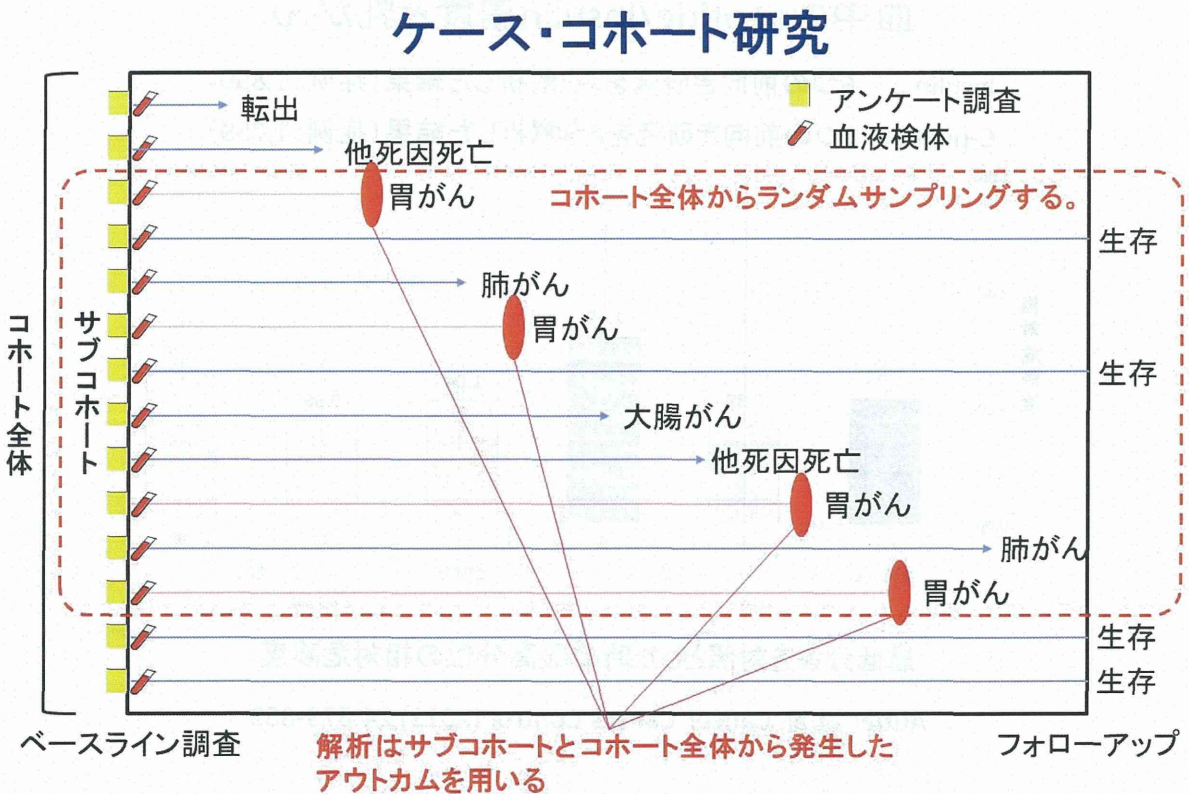 ケース・コホート研究
アンケート調査
血液検体
転出
他死因死亡
胃がん
コホート全体からランダムサンプリングする。
生存
肺がん
胃がん
生存
大腸がん
他死因死亡
胃がん
肺がん
胃がん
生存
生存
コホート全体
サブコホート
ベースライン調査
フォローアップ
解析はサブコホートとコホート全体から発生した
アウトカムを用いる